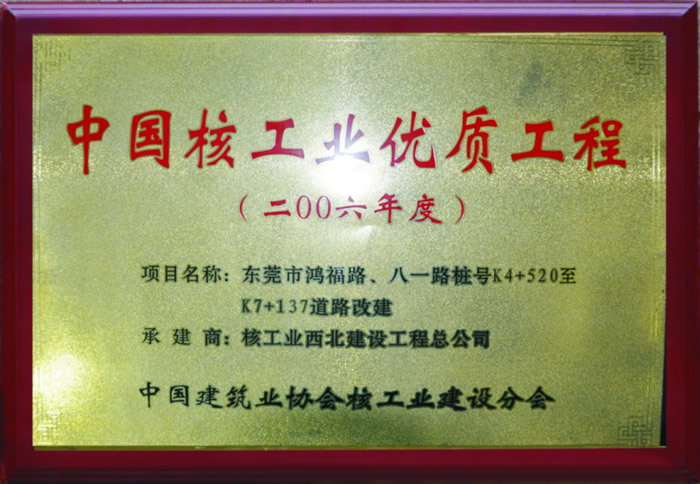 中国核工业优质工程
（二00六年度）
项目名称：东莞市鸿福路、八一路桩号K4+520至
K7+137道路改建
承 建 商：核工业西北建设工程总公司
中国建筑业协会核工业建设分会